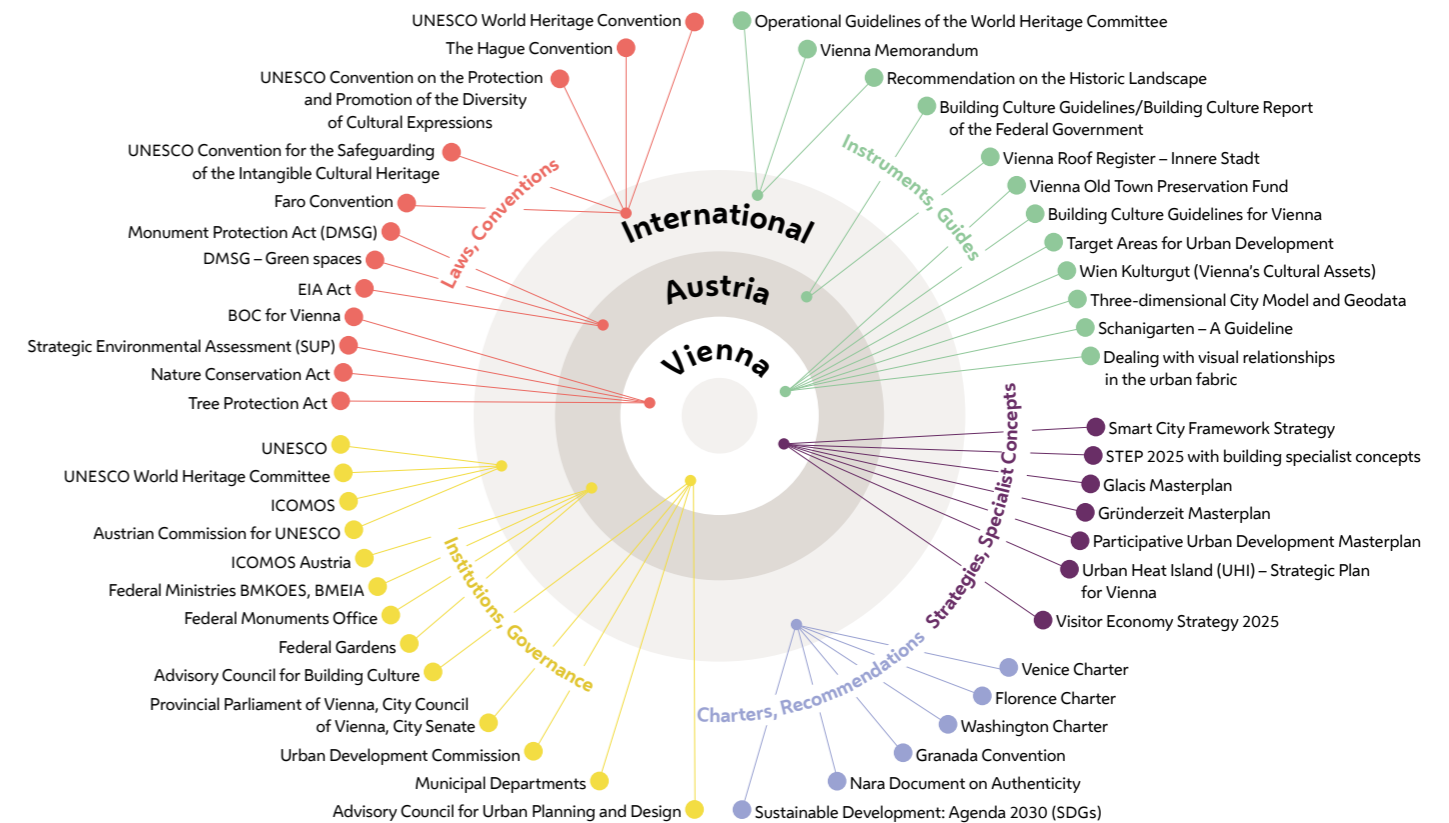 UNESCO World Heritage Convention
The Hague Convention
UNESCO Convention on the Protection
and Promotion of the Diversity
of Cultural Expressions
UNESCO Convention for the Safeguarding
of the Intangible Cultural Heritage
Faro Convention
Monument Protection Act (DMSG)
DMSG – Green spaces
EIA Act
BOC for Vienna
Strategic Environmental Assessment (SUP)
Nature Conservation Act
Tree Protection Act
Laws, Conventions
Operational Guidelines of the World Heritage Committee
Vienna Memorandum
Recommendation on the Historic Landscape
Building Culture Guidelines/Building Culture Report
of the Federal Government
Vienna Roof Register – Innere Stadt
Vienna Old Town Preservation Fund
Building Culture Guidelines for Vienna
Target Areas for Urban Development
Wien Kulturgut (Vienna's Cultural Assets)
Three-dimensional City Model and Geodata
Schanigarten – A Guideline
Dealing with visual relationships
in the urban fabric
Instruments, Guides
International
Austria
Vienna
UNESCO
UNESCO World Heritage Committee
ICOMOS
Austrian Commission for UNESCO
ICOMOS Austria
Federal Ministries BMKOES, BMEIA
Federal Monuments Office
Federal Gardens
Advisory Council for Building Culture
Provincial Parliament of Vienna, City Council
of Vienna, City Senate
Urban Development Commission
Municipal Departments
Advisory Council for Urban Planning and Design
Institutions, Governance
Smart City Framework Strategy
STEP 2025 with building specialist concepts
Glacis Masterplan
Gründerzeit Masterplan
Participative Urban Development Masterplan
Urban Heat Island (UHI) – Strategic Plan
for Vienna
Visitor Economy Strategy 2025
Strategies, Specialist Concepts
Venice Charter
Florence Charter
Washington Charter
Granada Convention
Nara Document on Authenticity
Sustainable Development: Agenda 2030 (SDGs)
Charters, Recommendations